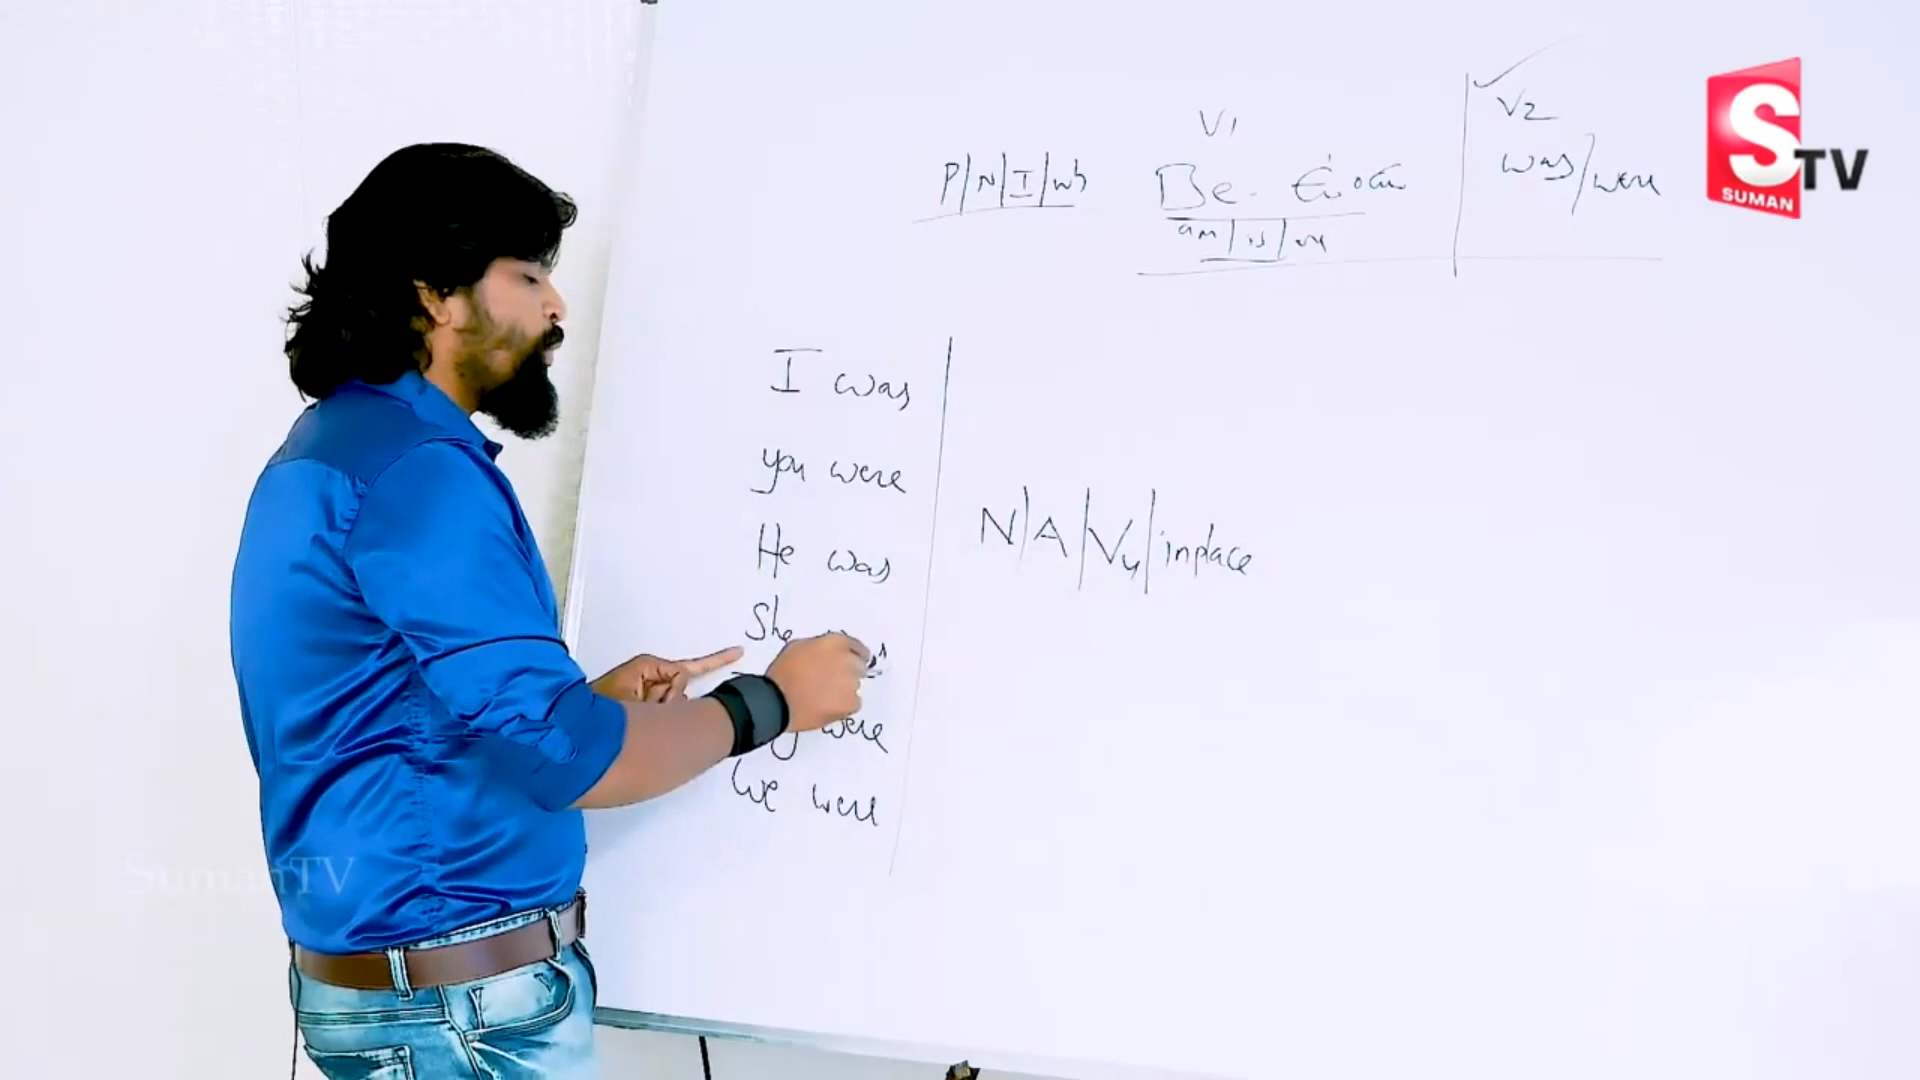 V1
V2
P/N/I/wh Be - ఉండుట
was/were
am/is/are
I was
you were
He was
N/A/V4/inplace
She
were
We were
S TV
SUMAN
SumanTV